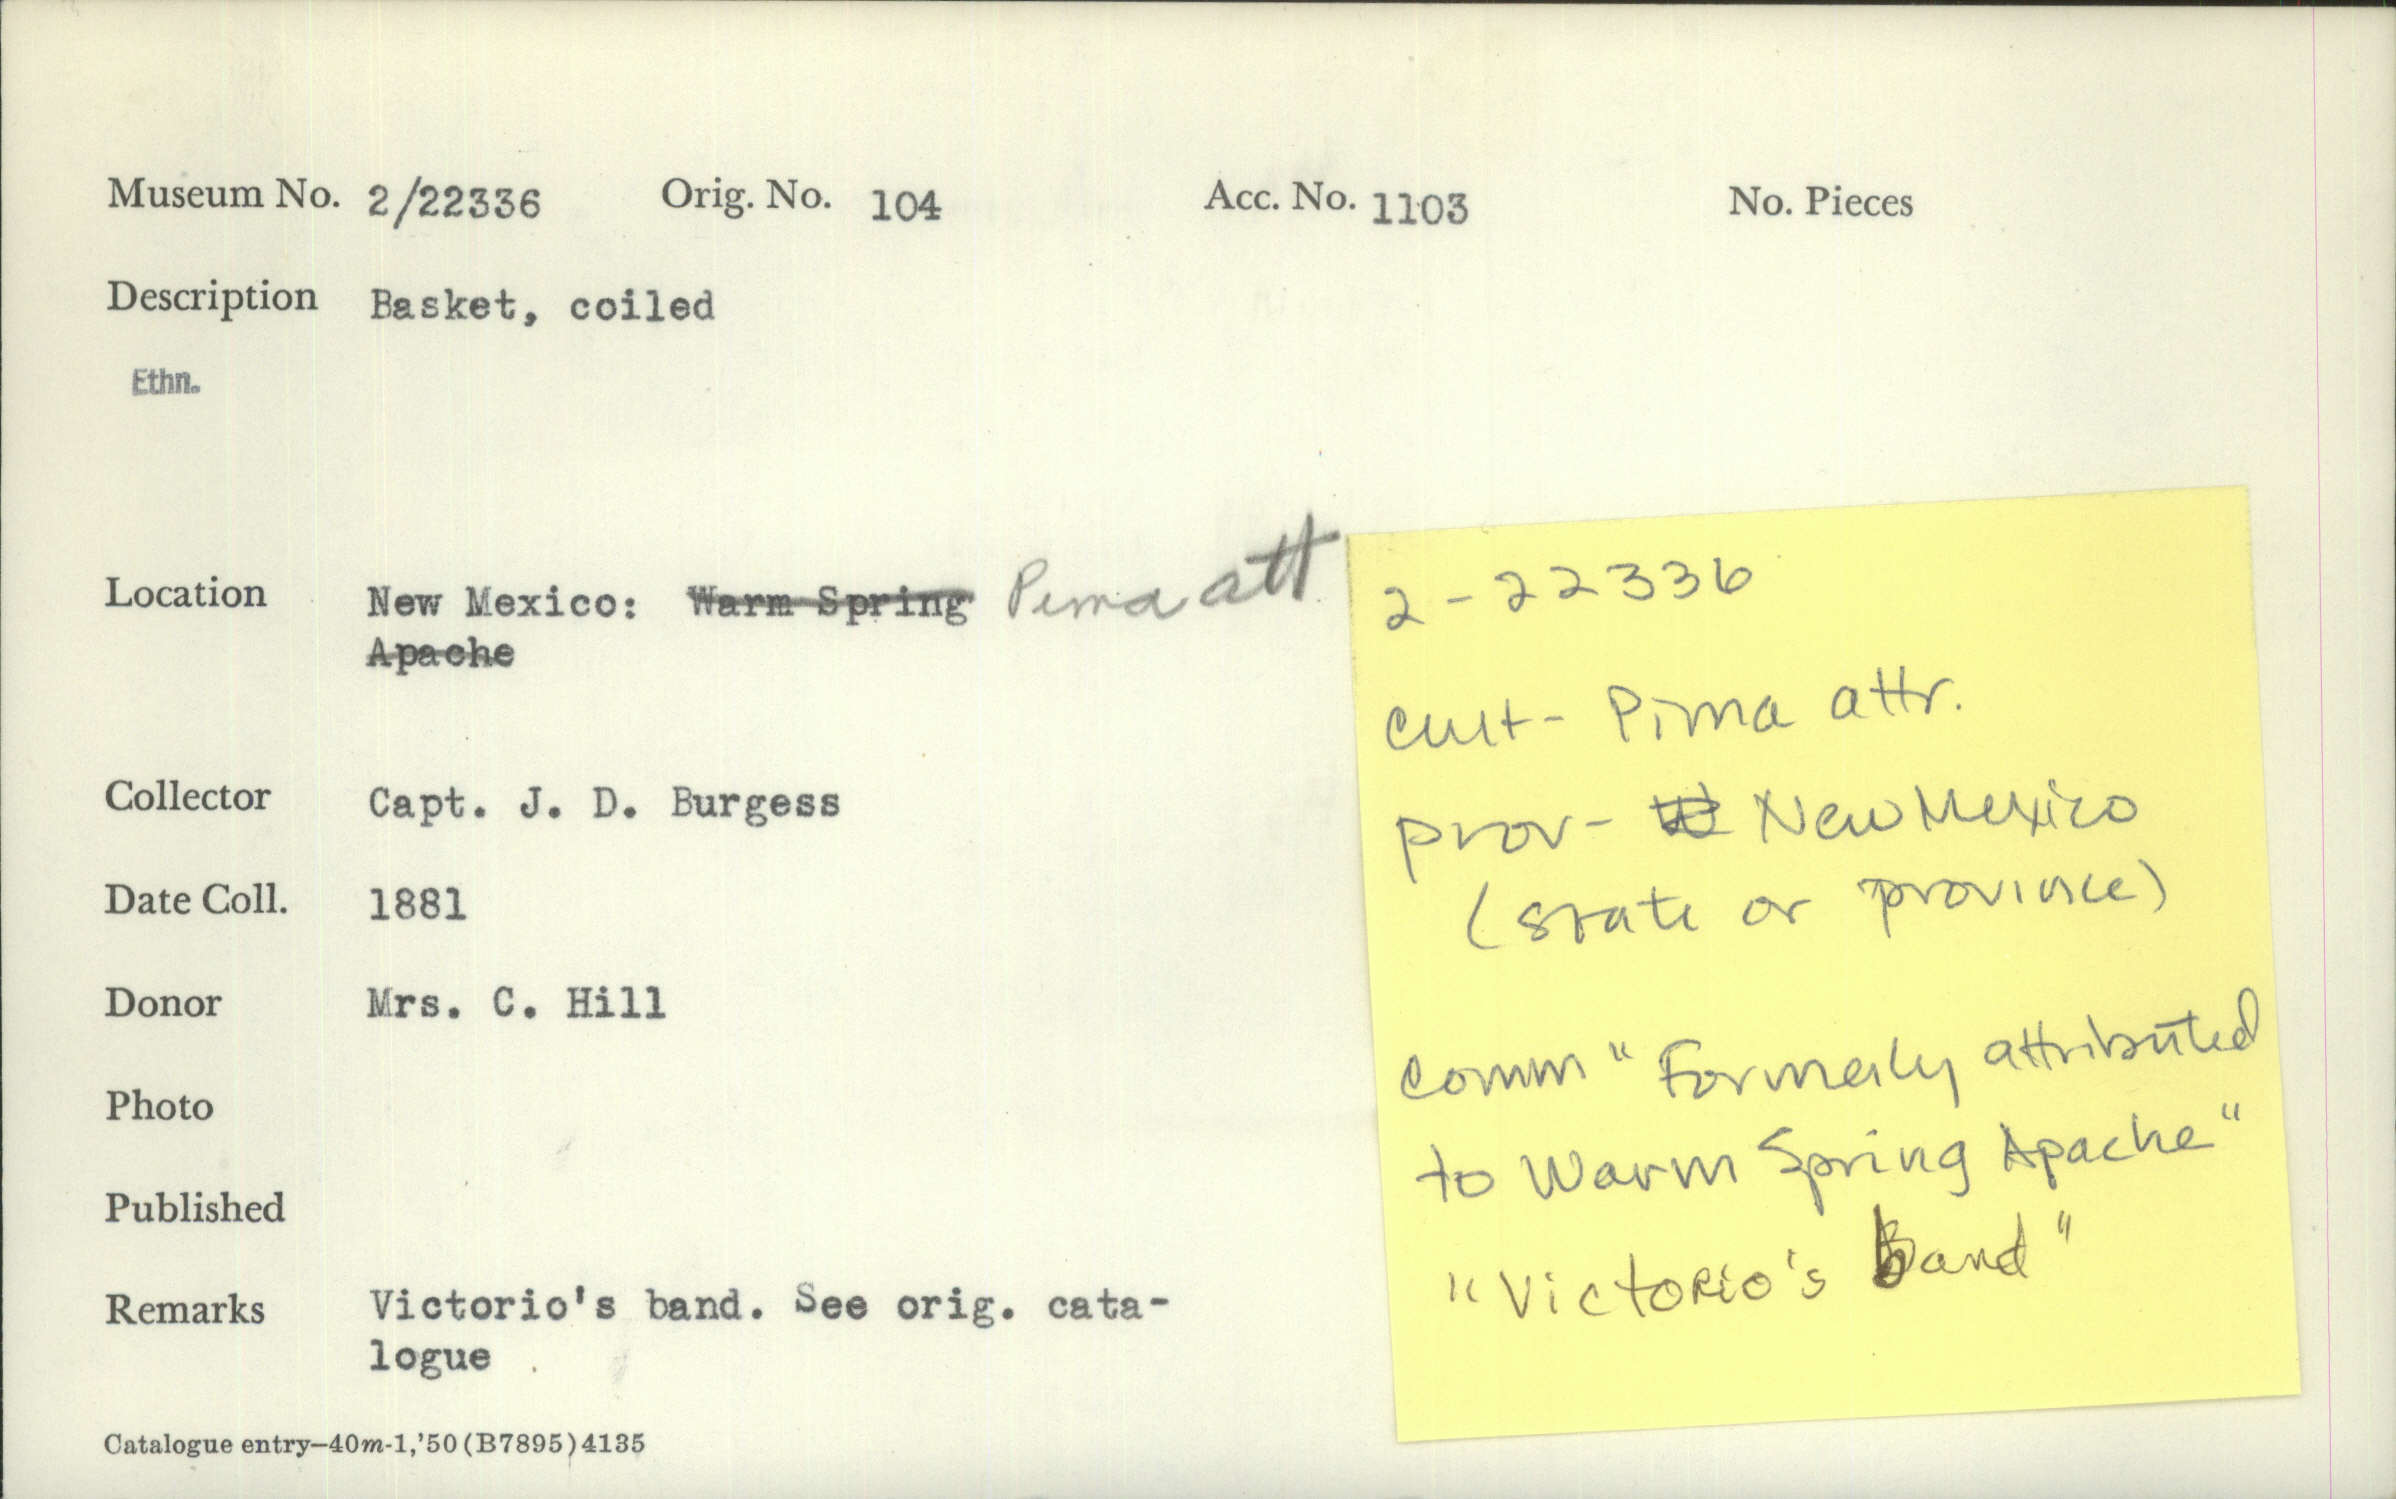 Museum No. 2/22336 Orig. No. 104 Acc. No. 1103 No. Pieces
Description Basket, coiled
Ethn.
Location New Mexico: Warm Spring Pima att
Apache
Collector Capt. J. D. Burgess
Date Coll. 1881
Donor Mrs. C. Hill
Photo
Published
Remarks Victorio's band. See orig. cata-
logue
Catalogue entry—40m-1,'50 (B7895) 4135
2-22336
Cult- Pima attr.
prov- W New Mexico
(state or province)
Comm "Formerly attributed
to Warm Spring Apache"
"Victorio's band"